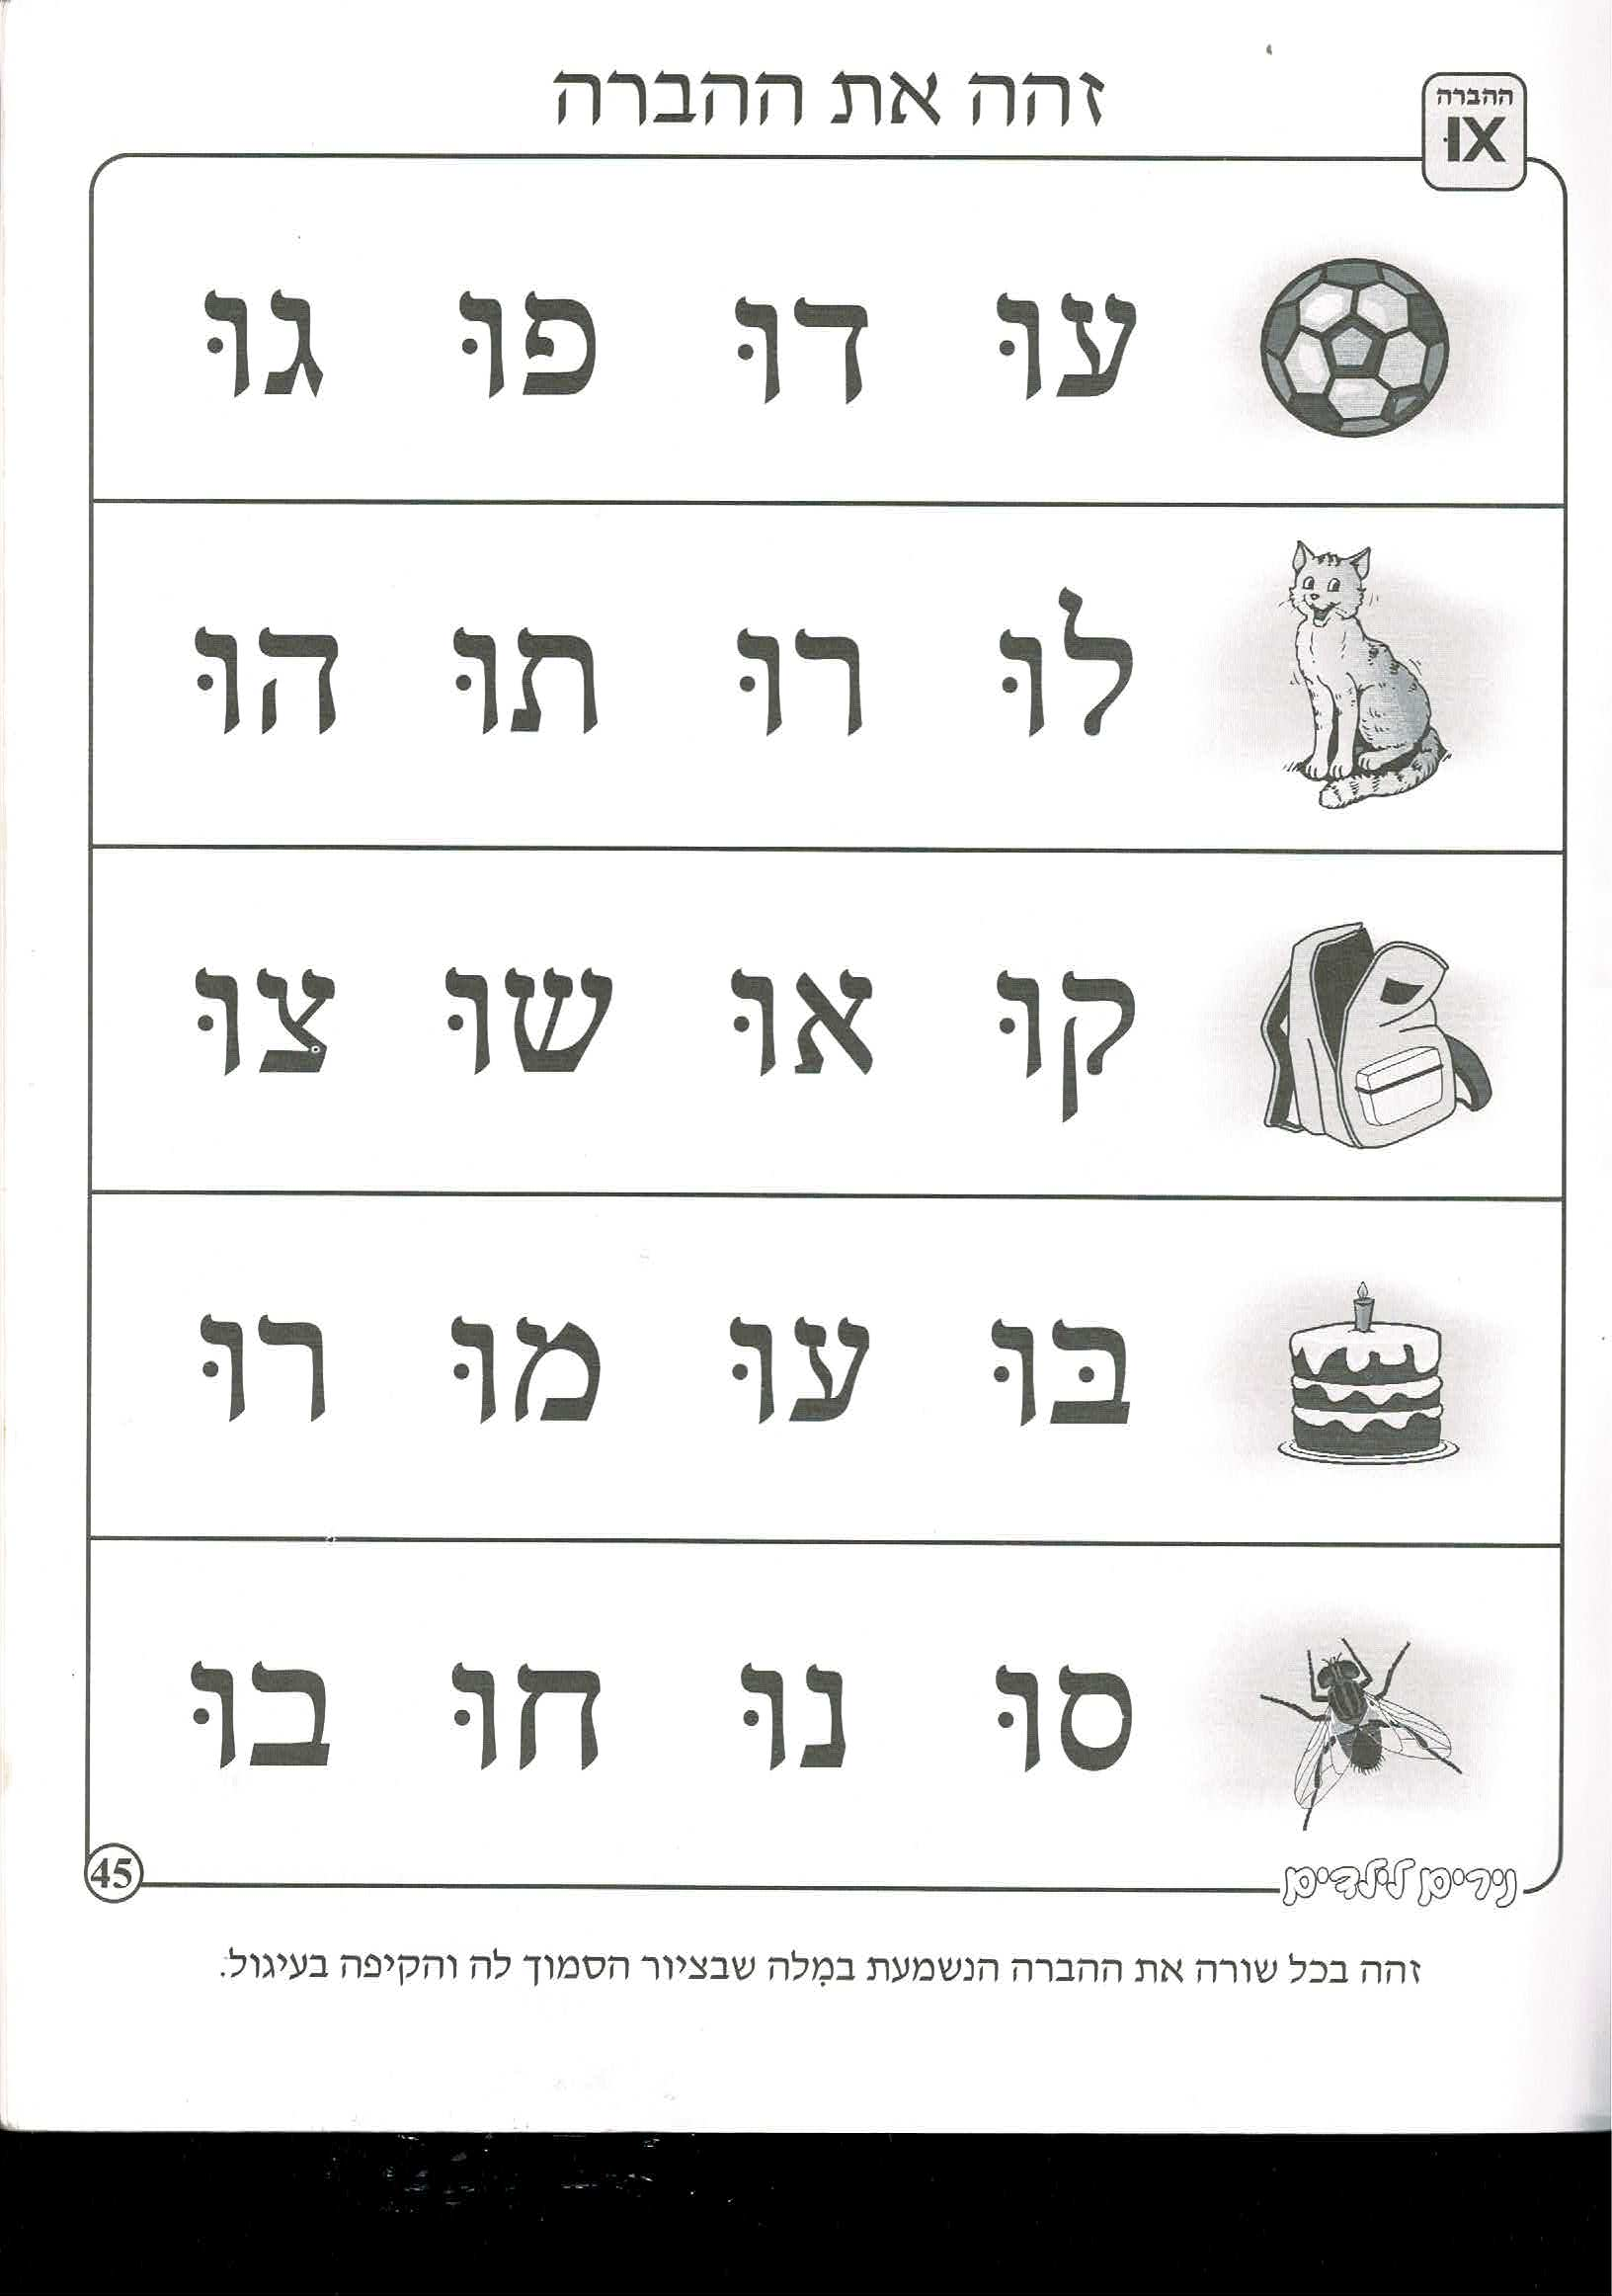 זהה את ההברה
ההברה
Xוּ
עוּ דוּ פוּ גוּ
לוּ רוּ תוּ הוּ
קוּ אוּ שוּ צוּ
בּוּ עוּ מוּ רוּ
סוּ נוּ חוּ בוּ
45
נירים לילדים
זהה בכל שורה את ההברה הנשמעת במִלה שבציור הסמוך לה והקיפה בעיגול.